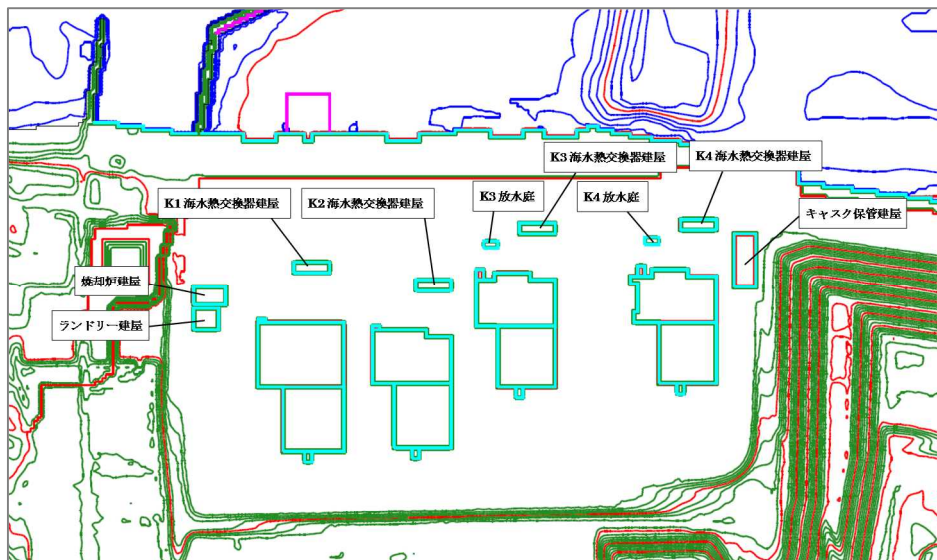 K3 海水熱交換器建屋
K4 海水熱交換器建屋
K1 海水熱交換器建屋
K2 海水熱交換器建屋
K3 放水庭
K4 放水庭
キャスク保管建屋
焼却炉建屋
ランドリー建屋